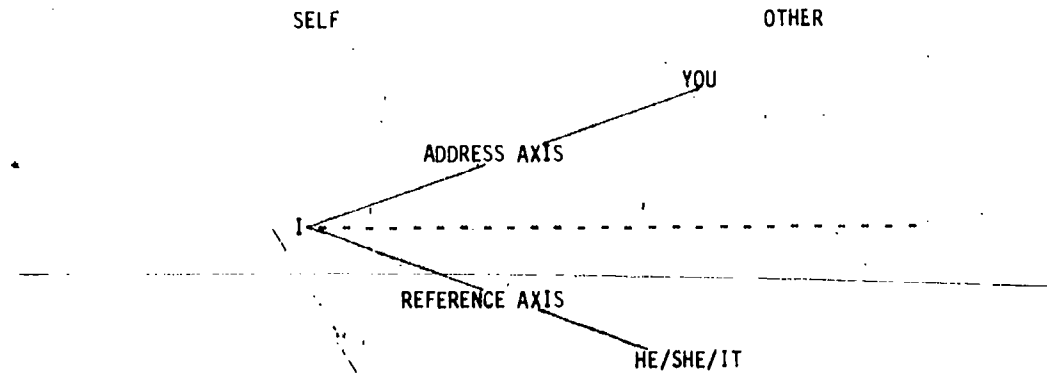 SELF OTHER
YOU
ADDRESS AXIS
I
REFERENCE AXIS
HE/SHE/IT